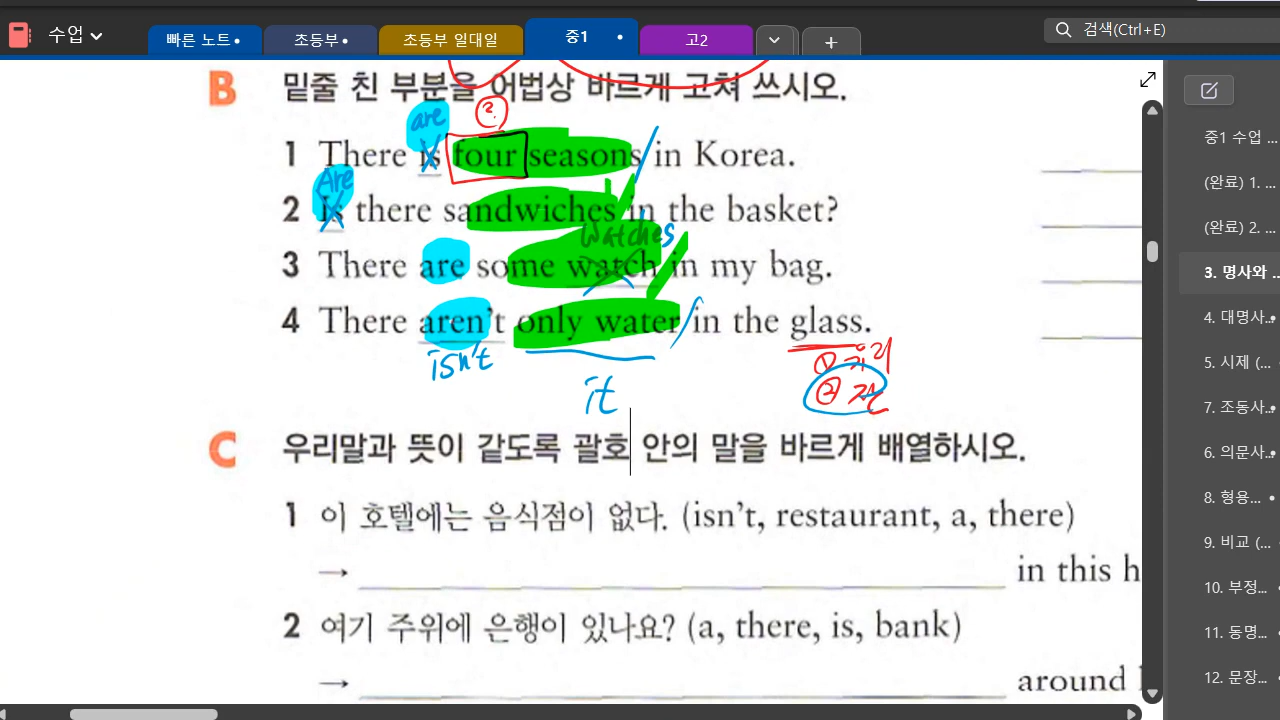 수업
빠른 노트•
초등부•
초등부 일대일
중1 •
고2
+
검색(Ctrl+E)
B 밑줄 친 부분을 어법상 바르게 고쳐 쓰시오.
are ?
1 There is four seasons in Korea.
Are
2 Is there sandwiches in the basket?
watches
3 There are some watch in my bag.
4 There aren't only water in the glass.
isn't
① 유리
it
② 잔
C 우리말과 뜻이 같도록 괄호 안의 말을 바르게 배열하시오.
1 이 호텔에는 음식점이 없다. (isn't, restaurant, a, there)
→ in this h
2 여기 주위에 은행이 있나요? (a, there, is, bank)
→ around
중1 수업 ...
(완료) 1. ...
(완료) 2. ...
3. 명사와 ...
4. 대명사...
5. 시제 (...
7. 조동사...
6. 의문사...
8. 형용... •
9. 비교 (...
10. 부정...
11. 동명...
12. 문장...